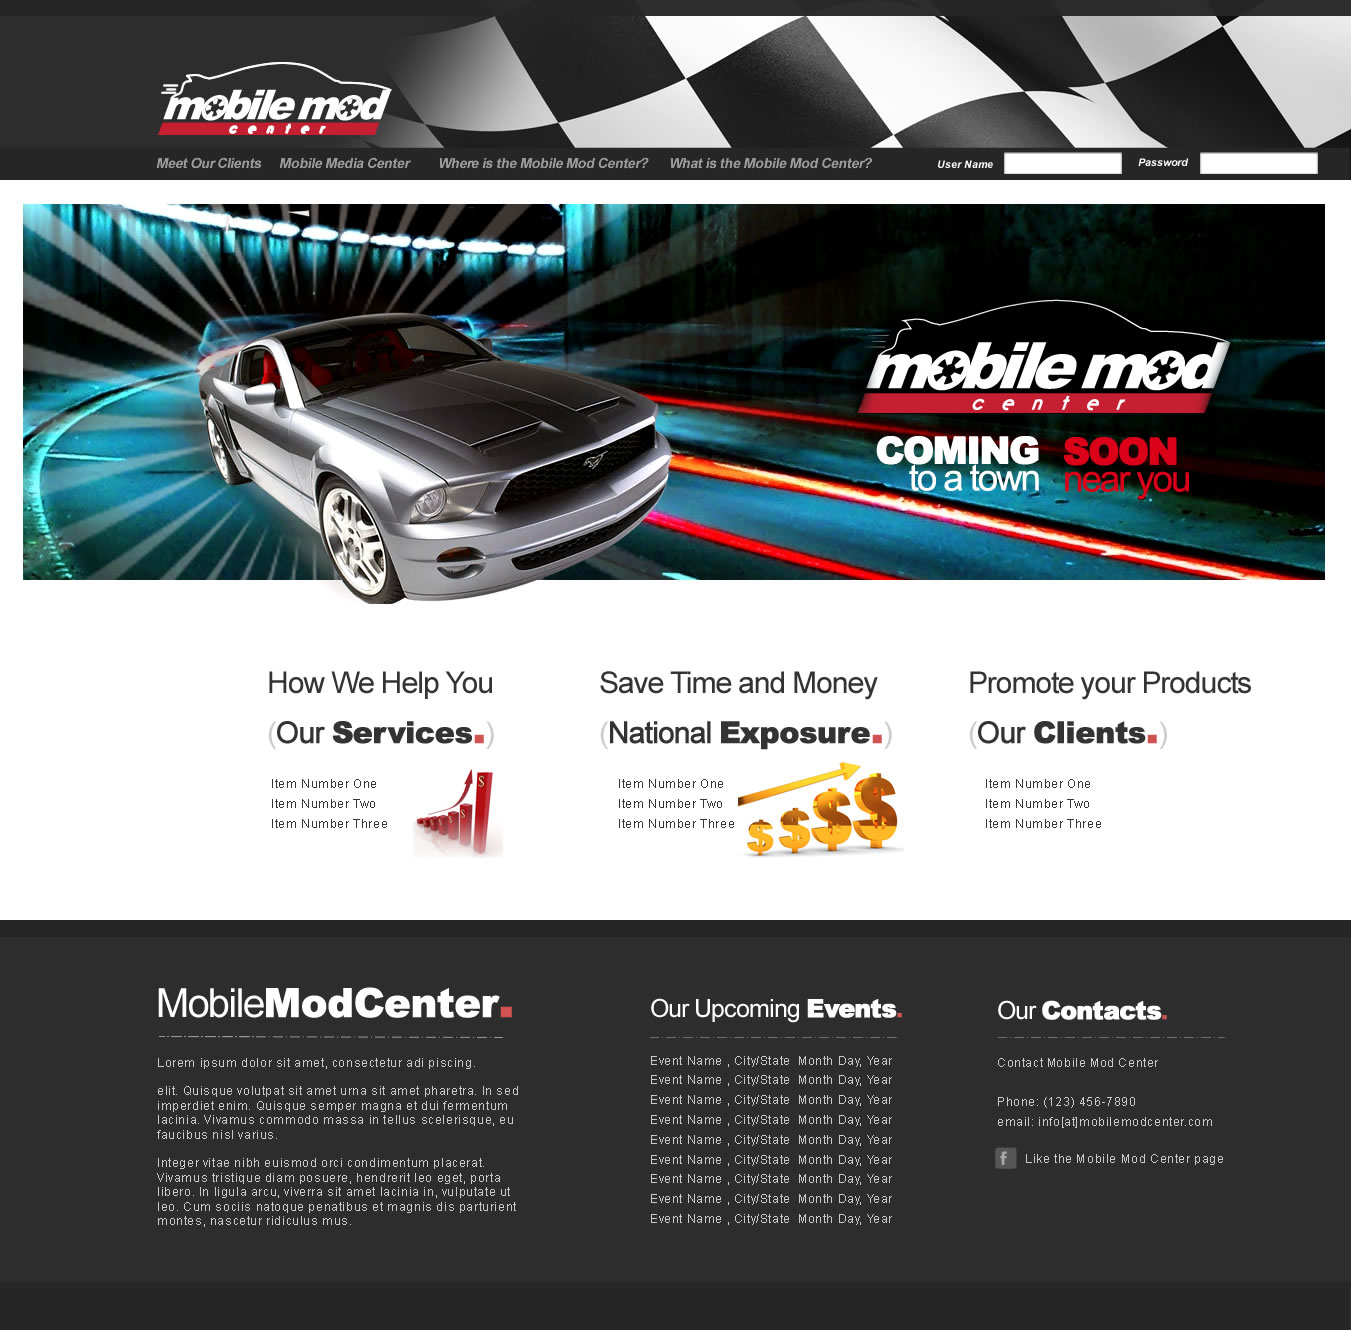 mobile mod
center
Meet Our Clients Mobile Media Center Where is the Mobile Mod Center? What is the Mobile Mod Center? User Name Password
mobile mod
center
COMING SOON
to a town near you
How We Help You
(Our Services.)
Item Number One
Item Number Two
Item Number Three
$ $ $
Save Time and Money
(National Exposure.)
Item Number One
Item Number Two
Item Number Three
$ $ $ $
Promote your Products
(Our Clients.)
Item Number One
Item Number Two
Item Number Three
MobileModCenter.
Lorem ipsum dolor sit amet, consectetur adi piscing.
elit. Quisque volutpat sit amet urna sit amet pharetra. In sed
imperdiet enim. Quisque semper magna et dui fermentum
lacinia. Vivamus commodo massa in tellus scelerisque, eu
faucibus nisl varius.
Integer vitae nibh euismod orci condimentum placerat.
Vivamus tristique diam posuere, hendrerit leo eget, porta
libero. In ligula arcu, viverra sit amet lacinia in, vulputate ut
leo. Cum sociis natoque penatibus et magnis dis parturient
montes, nascetur ridiculus mus.
Our Upcoming Events.
Event Name , City/State Month Day, Year
Event Name , City/State Month Day, Year
Event Name , City/State Month Day, Year
Event Name , City/State Month Day, Year
Event Name , City/State Month Day, Year
Event Name , City/State Month Day, Year
Event Name , City/State Month Day, Year
Event Name , City/State Month Day, Year
Event Name , City/State Month Day, Year
Our Contacts.
Contact Mobile Mod Center
Phone: (123) 456-7890
email: info[at]mobilemodcenter.com
f Like the Mobile Mod Center page